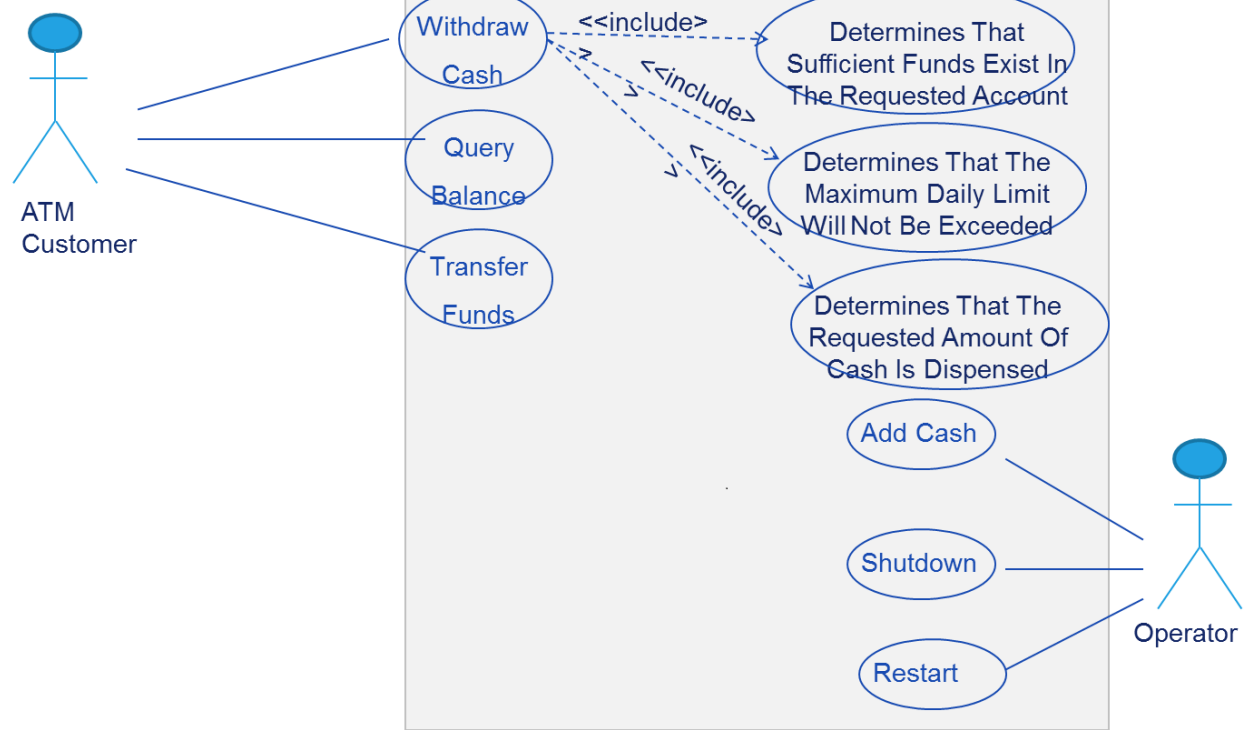 Withdraw
Cash
<<include>
>
Determines That
Sufficient Funds Exist In
The Requested Account
<<include>
>
Determines That The
Maximum Daily Limit
Will Not Be Exceeded
<<include>
>
Determines That The
Requested Amount Of
Cash Is Dispensed
Query
Balance
Transfer
Funds
ATM
Customer
Add Cash
Shutdown
Restart
Operator